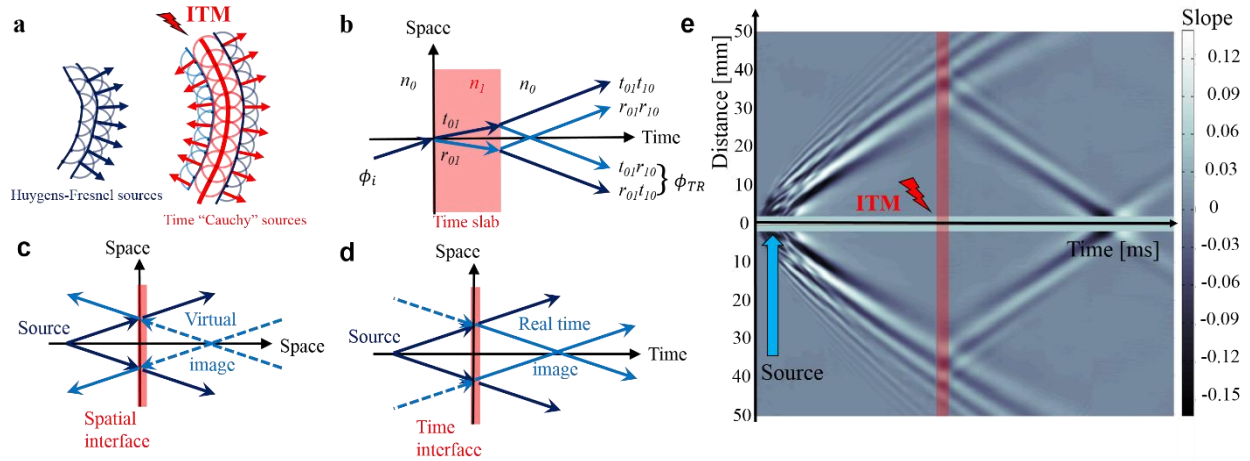 a
ITM
Huygens-Fresnel sources
Time “Cauchy” sources
b
Space
n0
n1
n0
t01t10
r01r10
t01
Time
r01
ϕi
t01r10
r01t10
} ϕTR
Time slab
c
Space
Source
Virtual
Space
image
Spatial
interface
d
Space
Source
Real time
Time
image
Time
interface
e
Distance [mm]
50
40
30
20
10
0
10
20
30
40
50
ITM
Time [ms]
Source
Slope
0.12
0.09
0.06
0.03
0
-0.03
-0.06
-0.09
-0.12
-0.15